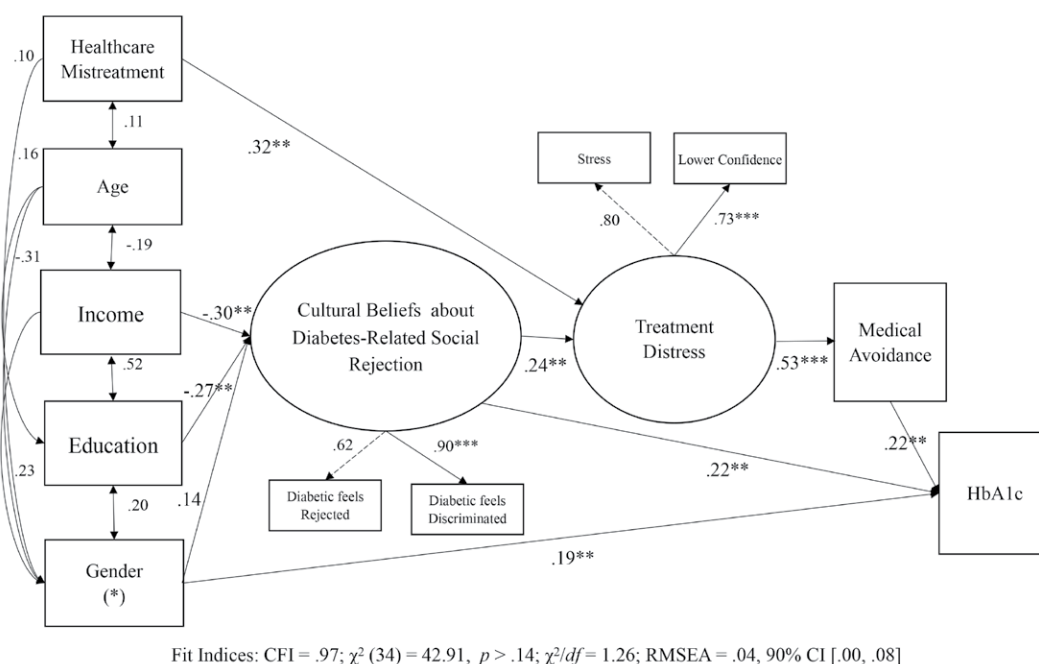 Healthcare
Mistreatment
.10
.11
.32**
.16
Age
Stress
Lower Confidence
.80
.73***
-.19
-.31
Income
-.30**
Cultural Beliefs about
Diabetes-Related Social
Rejection
.24**
Treatment
Distress
.53***
Medical
Avoidance
.52
-.27**
Education
.62
.90***
.22**
.22**
.23
.20
.14
Diabetic feels
Rejected
Diabetic feels
Discriminated
HbA1c
Gender
(*)
.19**
Fit Indices: CFI = .97; χ² (34) = 42.91, p > .14; χ²/df = 1.26; RMSEA = .04, 90% CI [.00, .08]